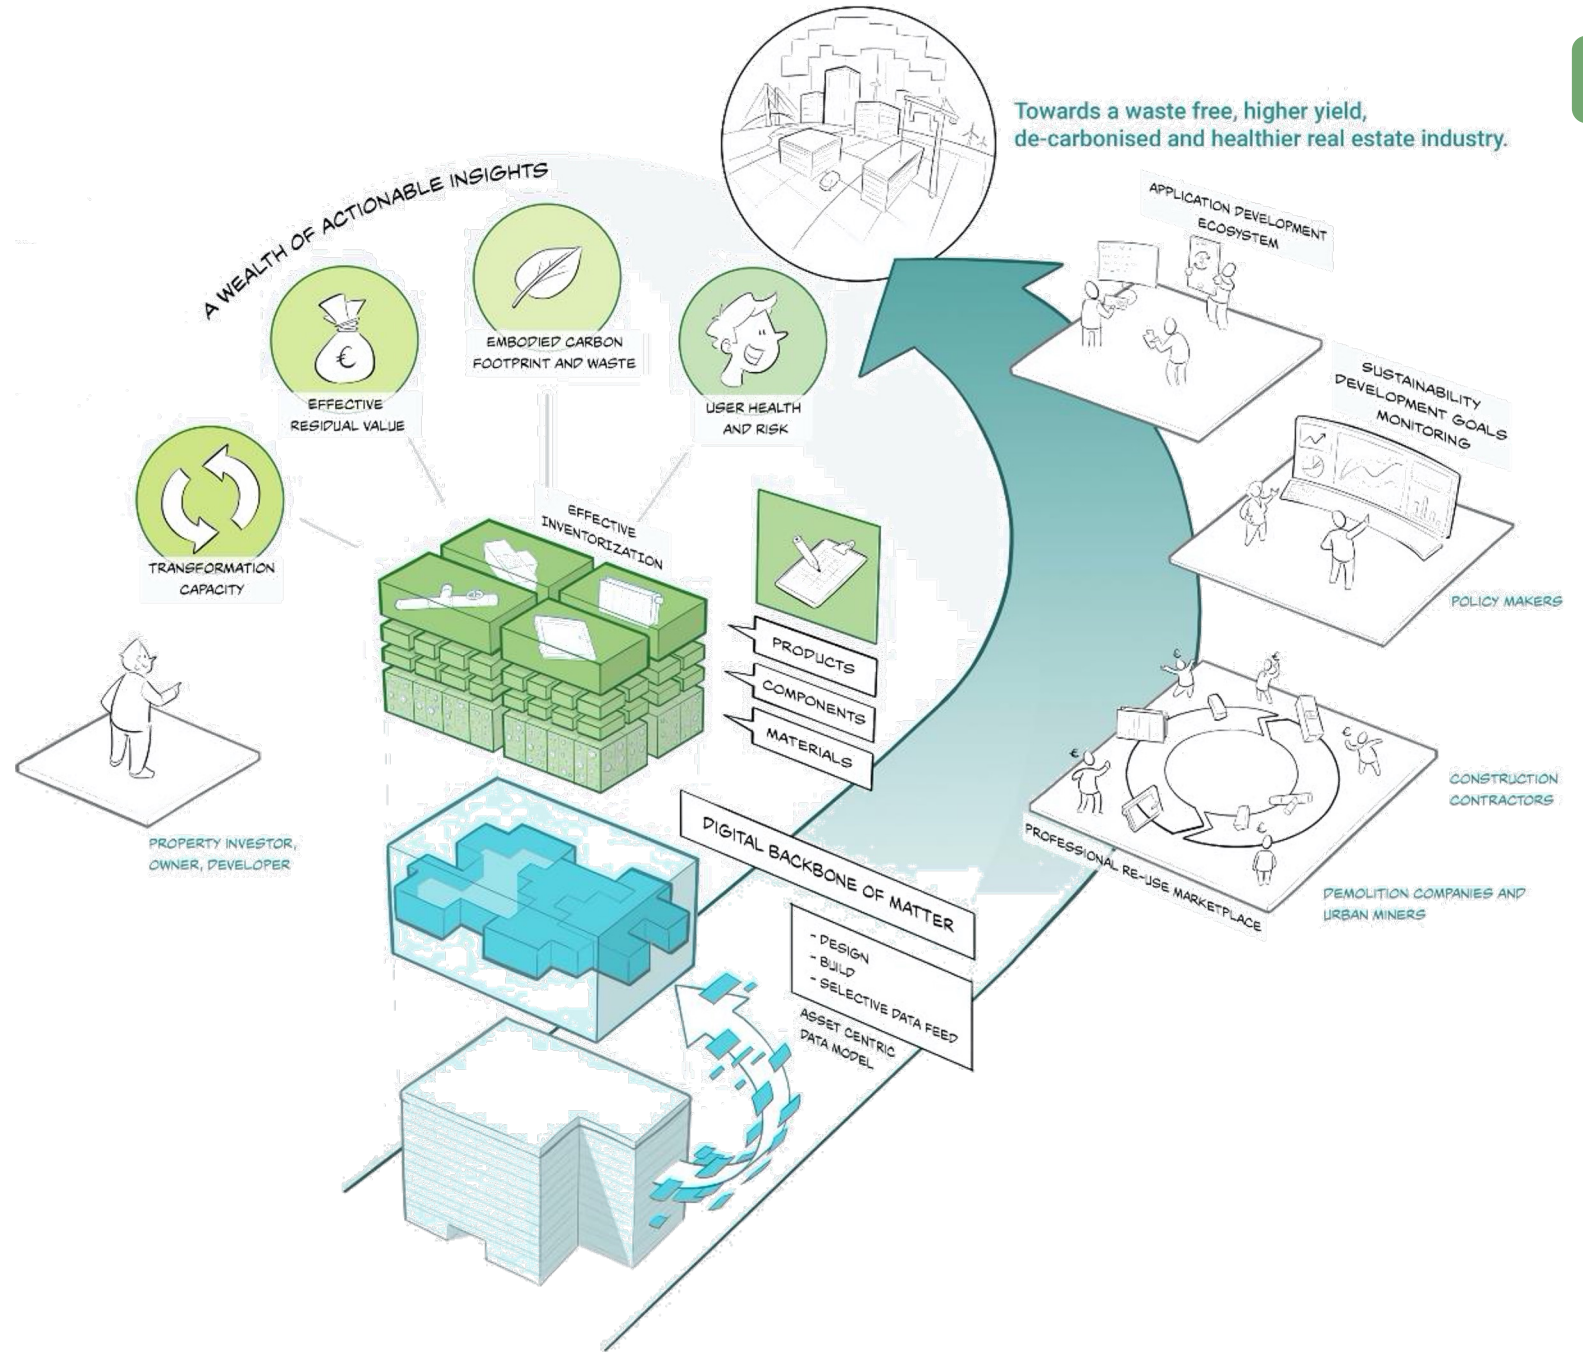 Towards a waste free, higher yield,
de-carbonised and healthier real estate industry.
A WEALTH OF ACTIONABLE INSIGHTS
TRANSFORMATION
CAPACITY
€
EFFECTIVE
RESIDUAL VALUE
EMBODIED CARBON
FOOTPRINT AND WASTE
USER HEALTH
AND RISK
EFFECTIVE
INVENTORIZATION
PRODUCTS
COMPONENTS
MATERIALS
PROPERTY INVESTOR,
OWNER, DEVELOPER
DIGITAL BACKBONE OF MATTER
- DESIGN
- BUILD
- SELECTIVE DATA FEED
ASSET CENTRIC
DATA MODEL
APPLICATION DEVELOPMENT
ECOSYSTEM
SUSTAINABILITY
DEVELOPMENT GOALS
MONITORING
POLICY MAKERS
€
€
€
€
€
CONSTRUCTION
CONTRACTORS
PROFESSIONAL RE-USE MARKETPLACE
DEMOLITION COMPANIES AND
URBAN MINERS